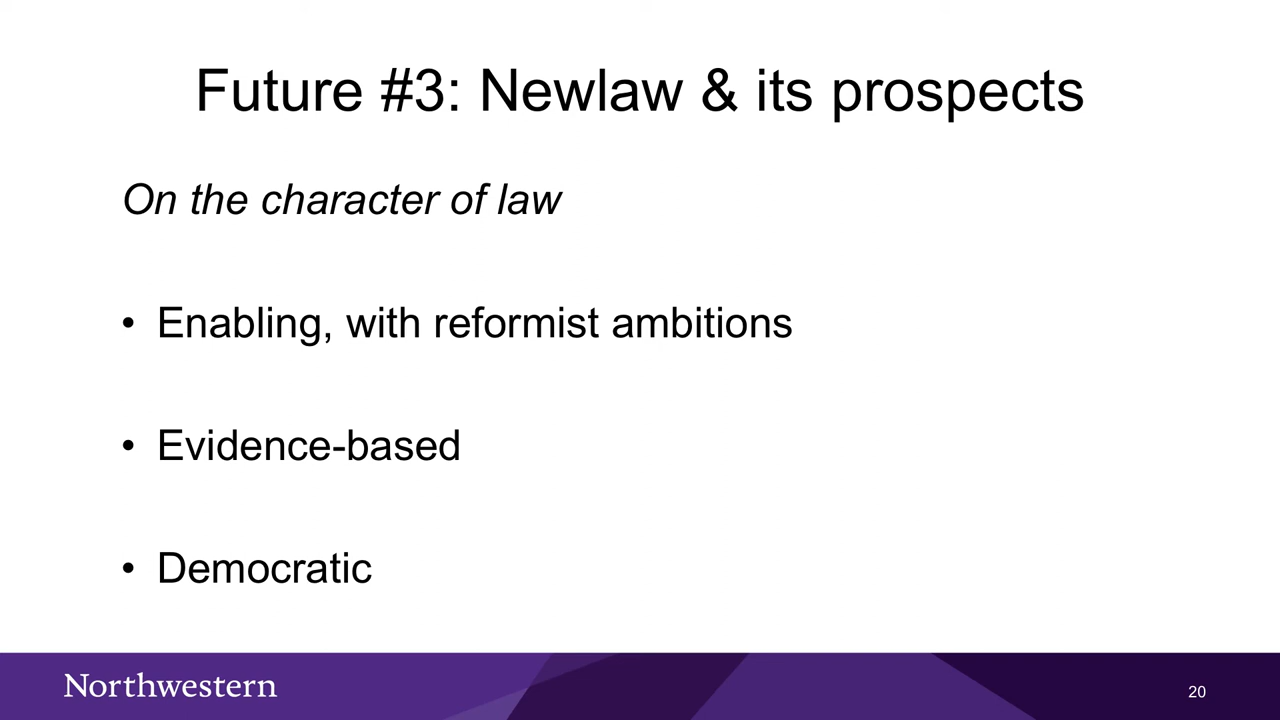 Future #3: Newlaw & its prospects
On the character of law
• Enabling, with reformist ambitions
• Evidence-based
• Democratic
Northwestern
20